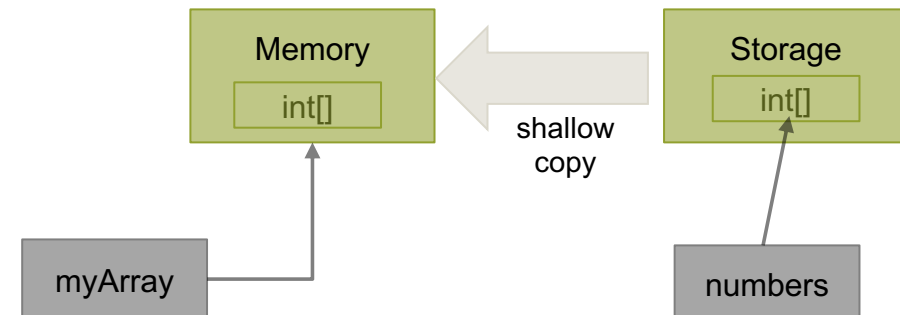 Memory
int[]
shallow
copy
Storage
int[]
myArray
numbers